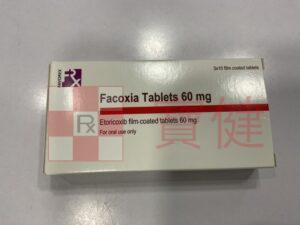 3x10 film coated tablets
Rx
Facoxia Tablets 60 mg
Etoricoxib film-coated tablets 60 mg
For oral use only
Rx
寶健